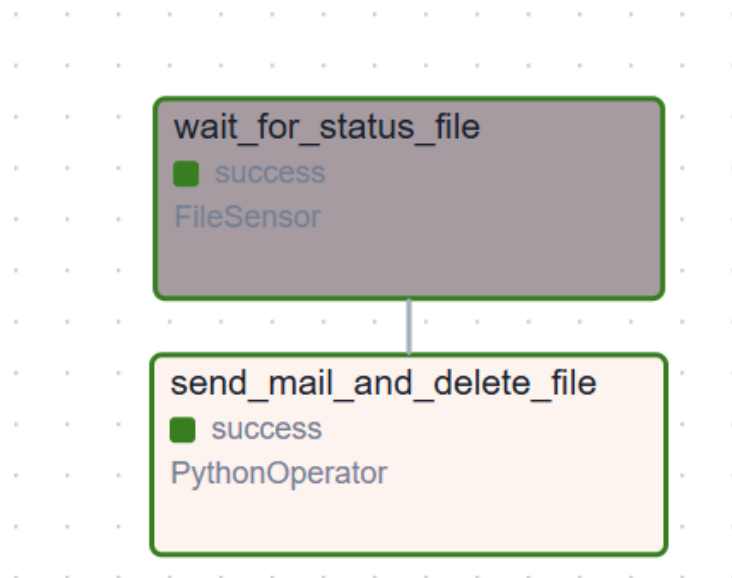 wait_for_status_file
success
FileSensor
send_mail_and_delete_file
success
PythonOperator